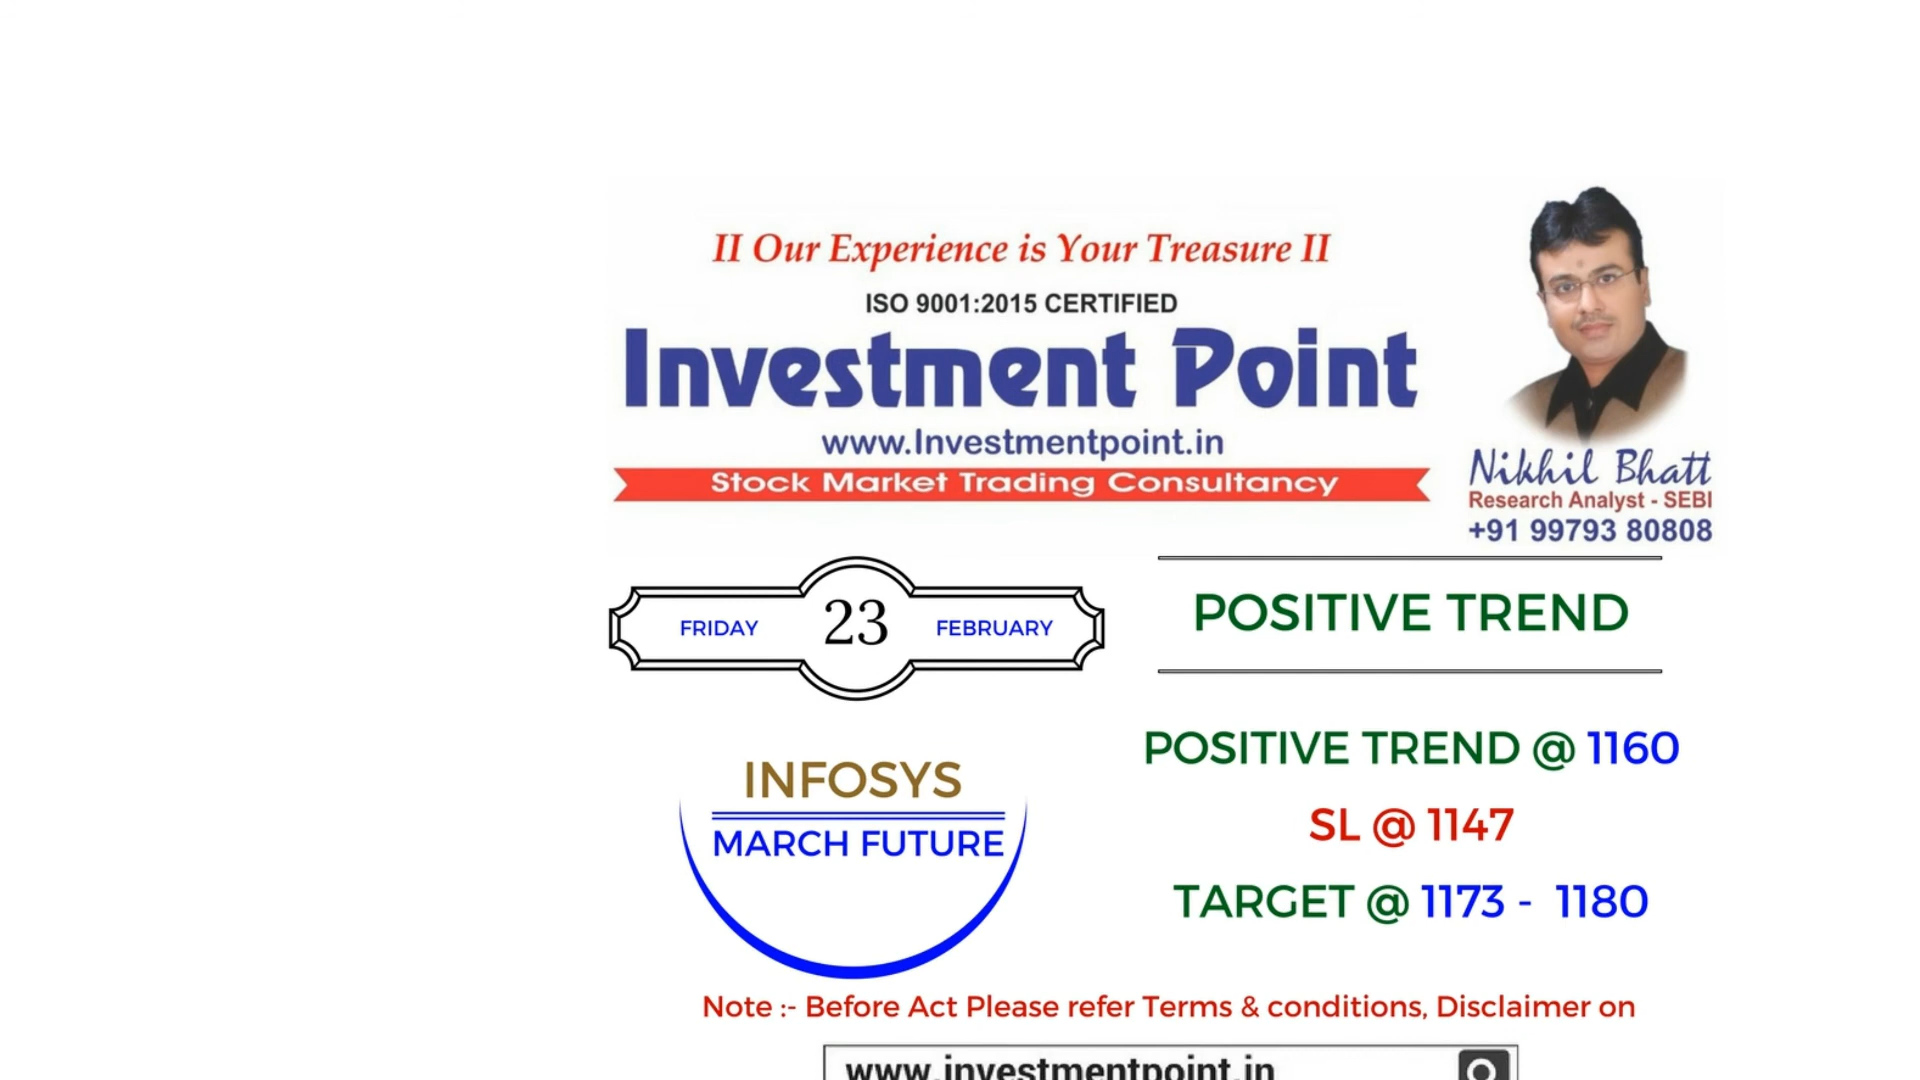 II Our Experience is Your Treasure II
ISO 9001:2015 CERTIFIED
Investment Point
www.Investmentpoint.in
Stock Market Trading Consultancy
Nikhil Bhatt
Research Analyst - SEBI
+91 99793 80808
FRIDAY 23 FEBRUARY
POSITIVE TREND
INFOSYS
MARCH FUTURE
POSITIVE TREND @ 1160
SL @ 1147
TARGET @ 1173 - 1180
Note :- Before Act Please refer Terms & conditions, Disclaimer on
www.investmentpoint.in